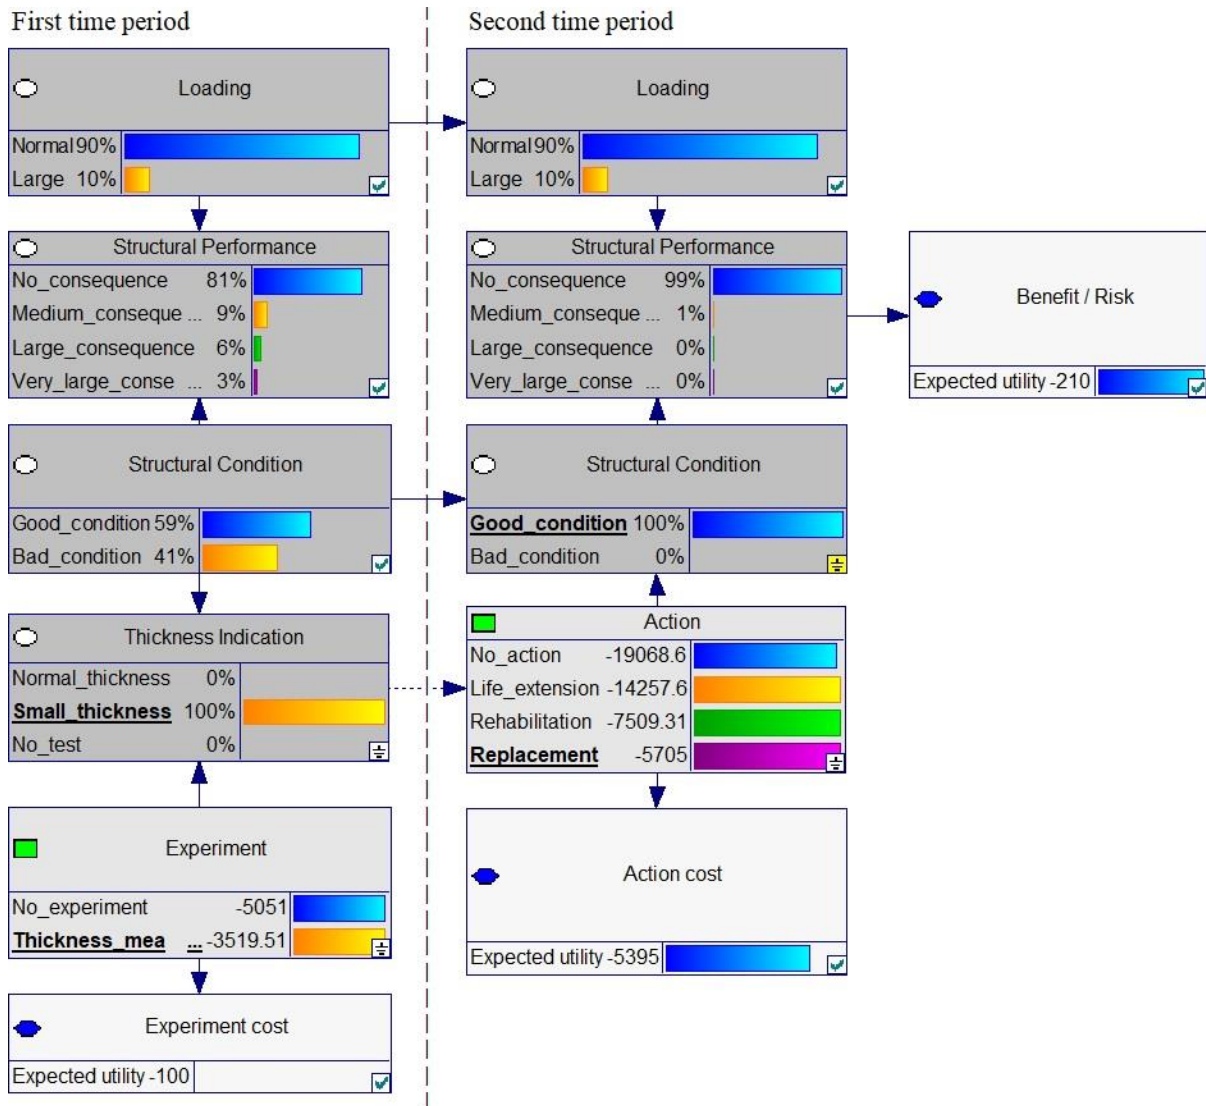 First time period
Second time period
Loading
Normal 90%
Large 10%
Structural Performance
No_consequence 81%
Medium_conseque ... 9%
Large_consequence 6%
Very_large_conse ... 3%
Structural Condition
Good_condition 59%
Bad_condition 41%
Thickness Indication
Normal_thickness 0%
Small_thickness 100%
No_test 0%
Experiment
No_experiment -5051
Thickness_mea ... -3519.51
Experiment cost
Expected utility -100
Loading
Normal 90%
Large 10%
Structural Performance
No_consequence 99%
Medium_conseque ... 1%
Large_consequence 0%
Very_large_conse ... 0%
Structural Condition
Good_condition 100%
Bad_condition 0%
Action
No_action -19068.6
Life_extension -14257.6
Rehabilitation -7509.31
Replacement -5705
Action cost
Expected utility -5395
Benefit / Risk
Expected utility -210